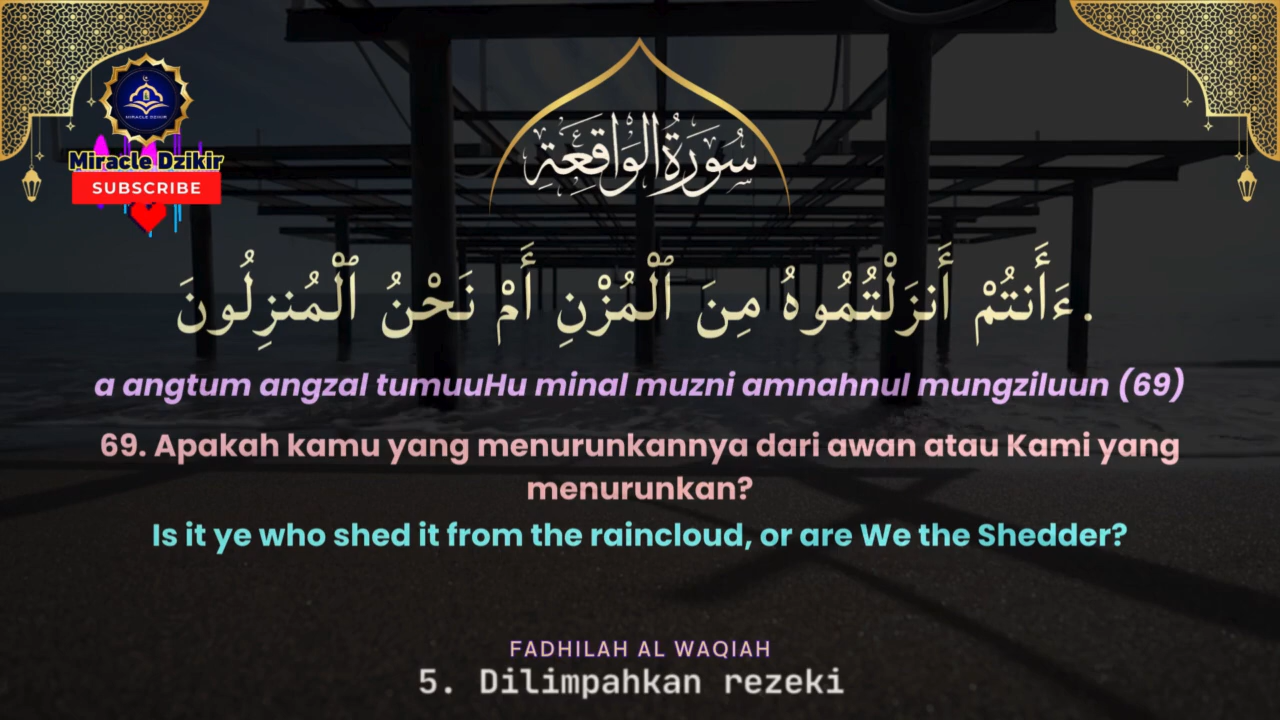 MIRACLE DZIKIR
Miracle Dzikir
SUBSCRIBE
سُورَةُ الوَاقِعَةِ
ءَأَنتُمْ أَنزَلْتُمُوهُ مِنَ ٱلْمُزْنِ أَمْ نَحْنُ ٱلْمُنزِلُونَ.
a angtum angzal tumuuHu minal muzni amnahnul mungziluun (69)
69. Apakah kamu yang menurunkannya dari awan atau Kami yang
menurunkan?
Is it ye who shed it from the raincloud, or are We the Shedder?
FADHILAH AL WAQIAH
5. Dilimpahkan rezeki